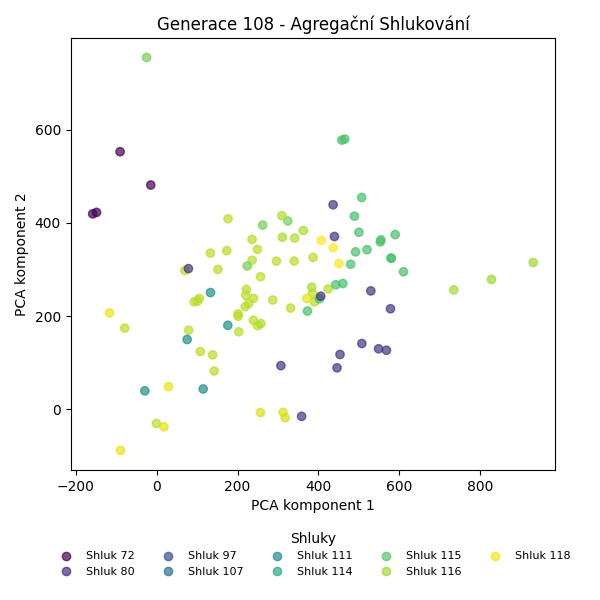 Generace 108 - Agregační Shlukování
PCA komponent 2
600
400
200
0
−200
0
200
400
600
800
PCA komponent 1
Shluky
Shluk 72
Shluk 97
Shluk 111
Shluk 115
Shluk 118
Shluk 80
Shluk 107
Shluk 114
Shluk 116